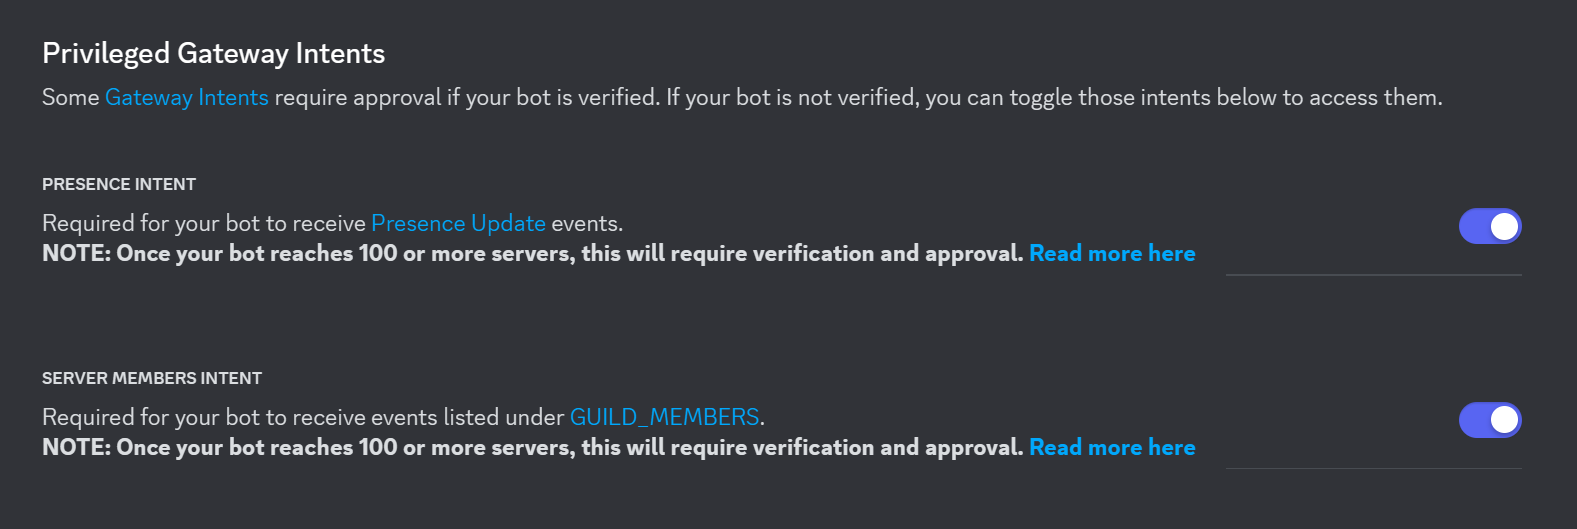 Privileged Gateway Intents
Some Gateway Intents require approval if your bot is verified. If your bot is not verified, you can toggle those intents below to access them.
PRESENCE INTENT
Required for your bot to receive Presence Update events.
NOTE: Once your bot reaches 100 or more servers, this will require verification and approval. Read more here
SERVER MEMBERS INTENT
Required for your bot to receive events listed under GUILD_MEMBERS.
NOTE: Once your bot reaches 100 or more servers, this will require verification and approval. Read more here